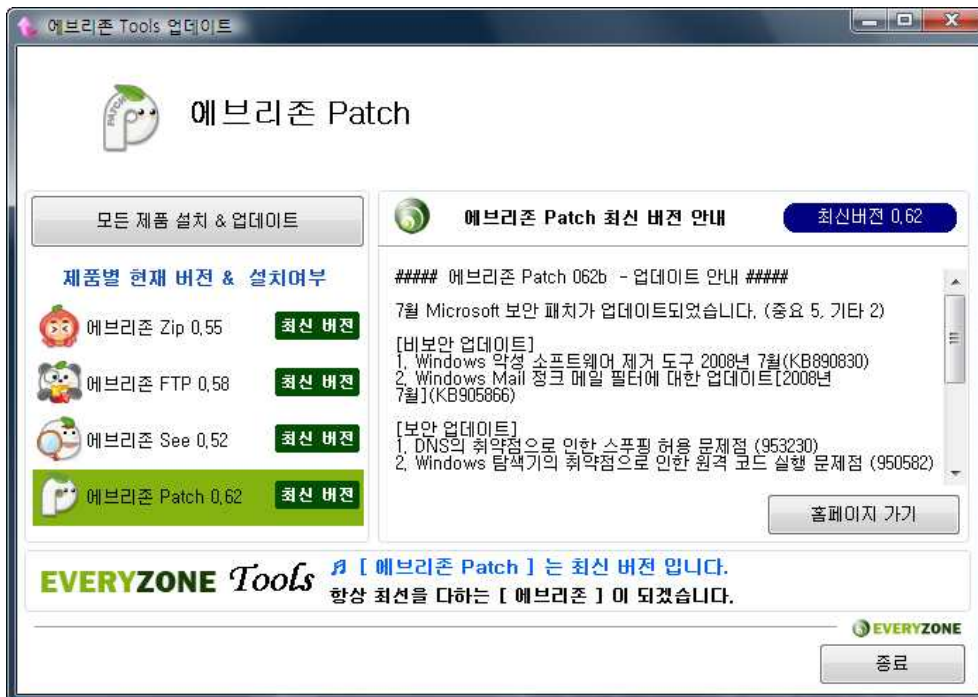 에브리존 Tools 업데이트
에브리존 Patch
모든 제품 설치 & 업데이트
제품별 현재 버전 & 설치여부
에브리존 Zip 0,55
최신 버전
에브리존 FTP 0,58
최신 버전
에브리존 See 0,52
최신 버전
에브리존 Patch 0,62
최신 버전
에브리존 Patch 최신 버전 안내
최신버전 0,62
##### 에브리존 Patch 062b - 업데이트 안내 #####
7월 Microsoft 보안 패치가 업데이트되었습니다, (중요 5, 기타 2)
[비보안 업데이트]
1, Windows 악성 소프트웨어 제거 도구 2008년 7월(KB890830)
2, Windows Mail 정크 메일 필터에 대한 업데이트[2008년
7월](KB905866)
[보안 업데이트]
1, DNS의 취약점으로 인한 스푸핑 허용 문제점 (953230)
2, Windows 탐색기의 취약점으로 인한 원격 코드 실행 문제점 (950582)
홈페이지 가기
EVERYZONE Tools
♬ [ 에브리존 Patch ] 는 최신 버전 입니다.
항상 최선을 다하는 [ 에브리존 ] 이 되겠습니다.
EVERYZONE
종료